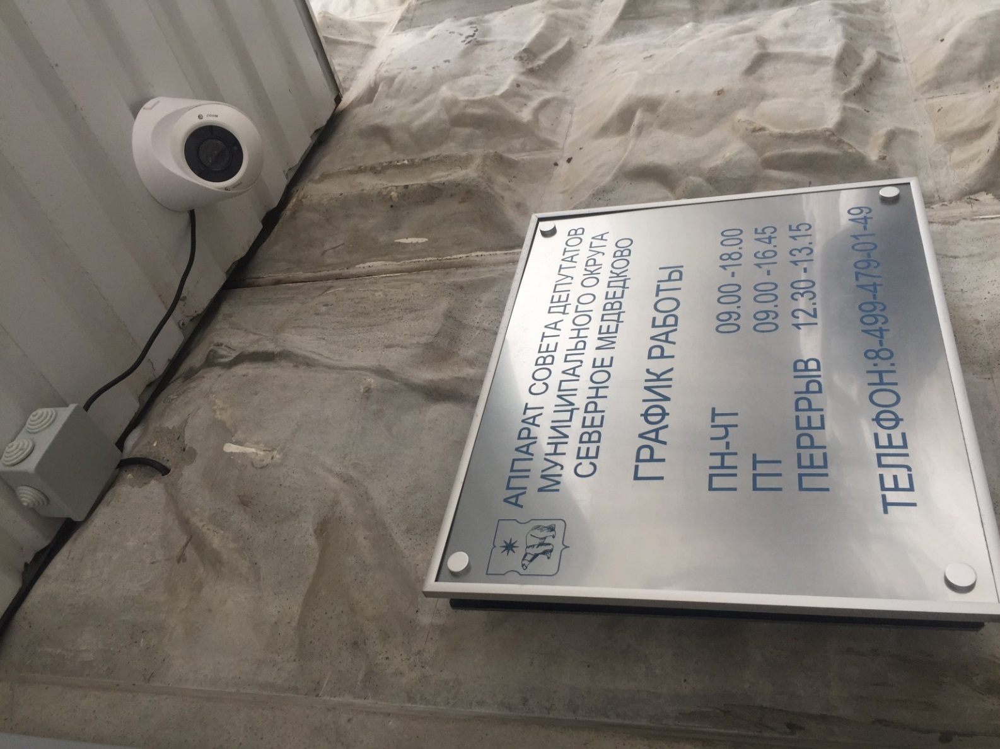 АППАРАТ СОВЕТА ДЕПУТАТОВ
МУНИЦИПАЛЬНОГО ОКРУГА
СЕВЕРНОЕ МЕДВЕДКОВО
ГРАФИК РАБОТЫ
ПН-ЧТ 09.00 -18.00
ПТ 09.00 -16.45
ПЕРЕРЫВ 12.30 -13.15
ТЕЛЕФОН:8-499-479-01-49
ZOOM